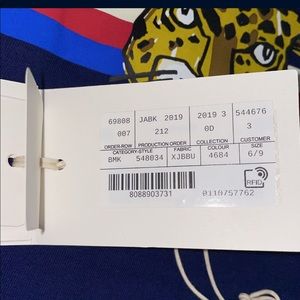 69808 JABK 2019 2019 3 544676
007 212 0D 3
ORDER-ROW PRODUCTION ORDER COLLECTION CUSTOMER
CATEGORY-STYLE FABRIC COLOUR SIZE
BMK 548034 XJBBU 4684 6/9
8088903731 0110757762
RFID